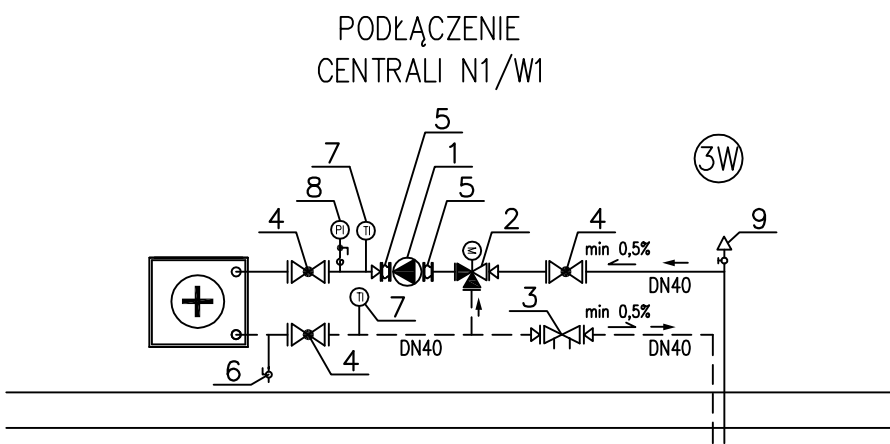 PODŁĄCZENIE
CENTRALI N1/W1
5
7
1
3W
8
5
4
2
4
9
PI
TI
M
min 0,5%
DN40
TI
7
3
min 0,5%
6
4
DN40
DN40